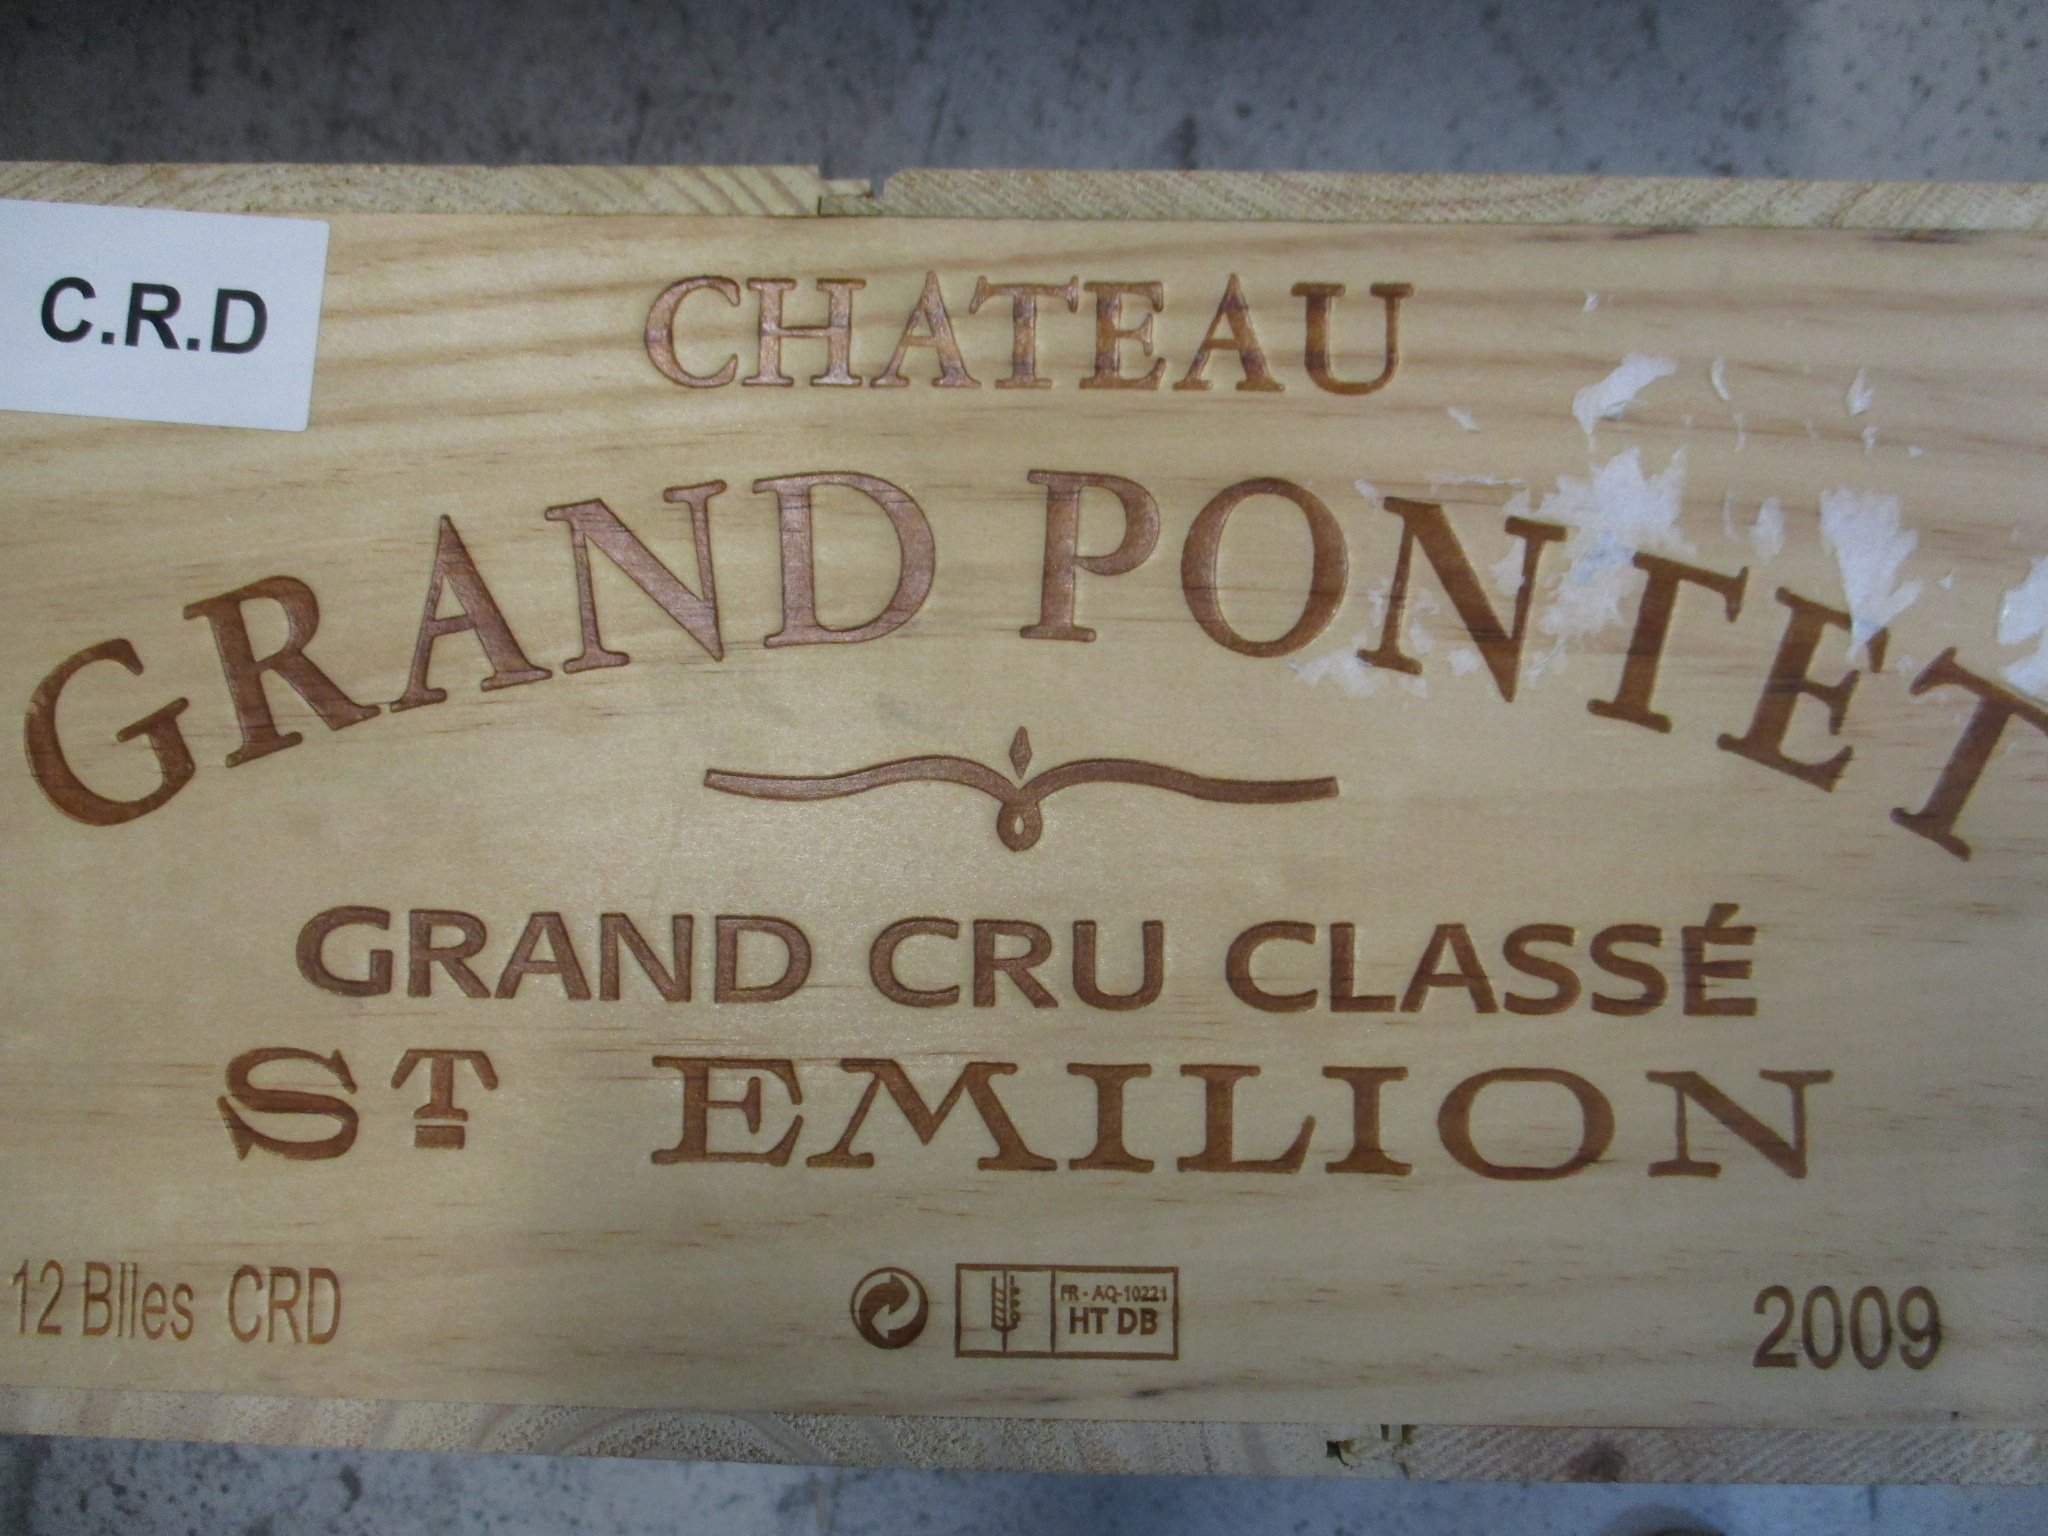 C.R.D
CHATEAU
GRAND PONTET
GRAND CRU CLASSÉ
ST EMILION
12 Blles CRD
FR - AQ-10221
HT DB
2009